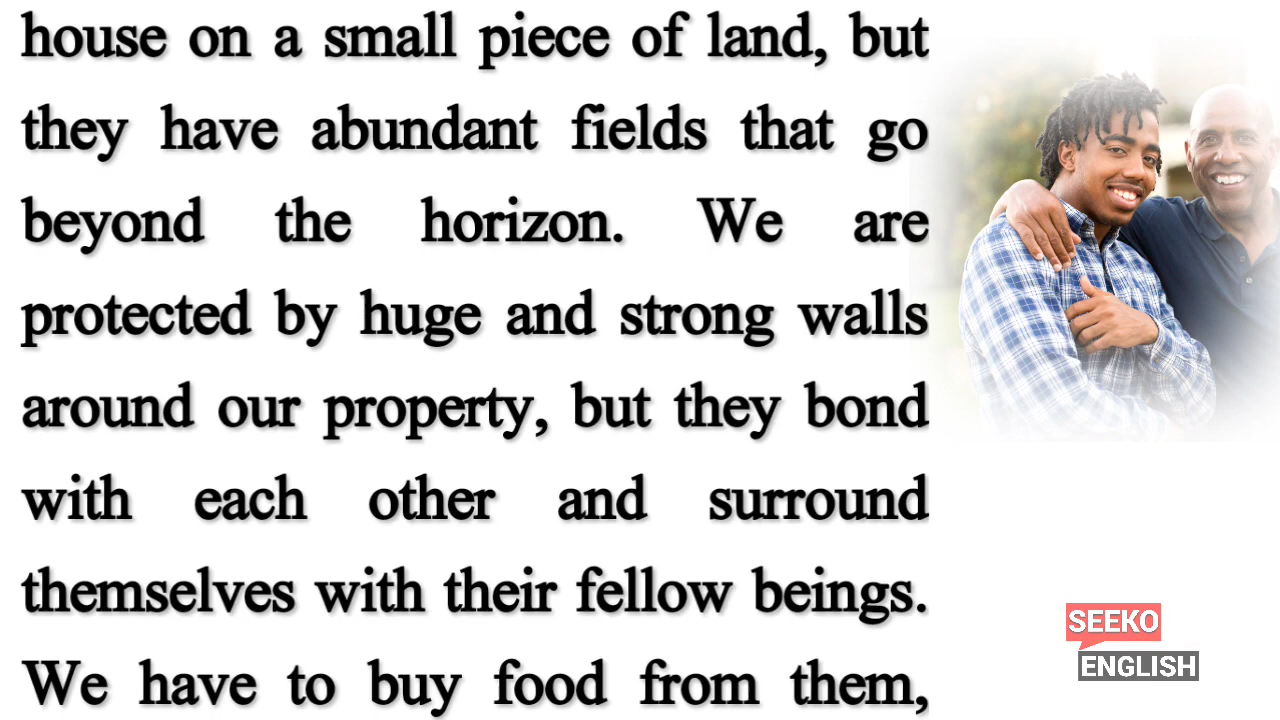 house on a small piece of land, but
they have abundant fields that go
beyond the horizon. We are
protected by huge and strong walls
around our property, but they bond
with each other and surround
themselves with their fellow beings.
We have to buy food from them,
SEEKO
ENGLISH